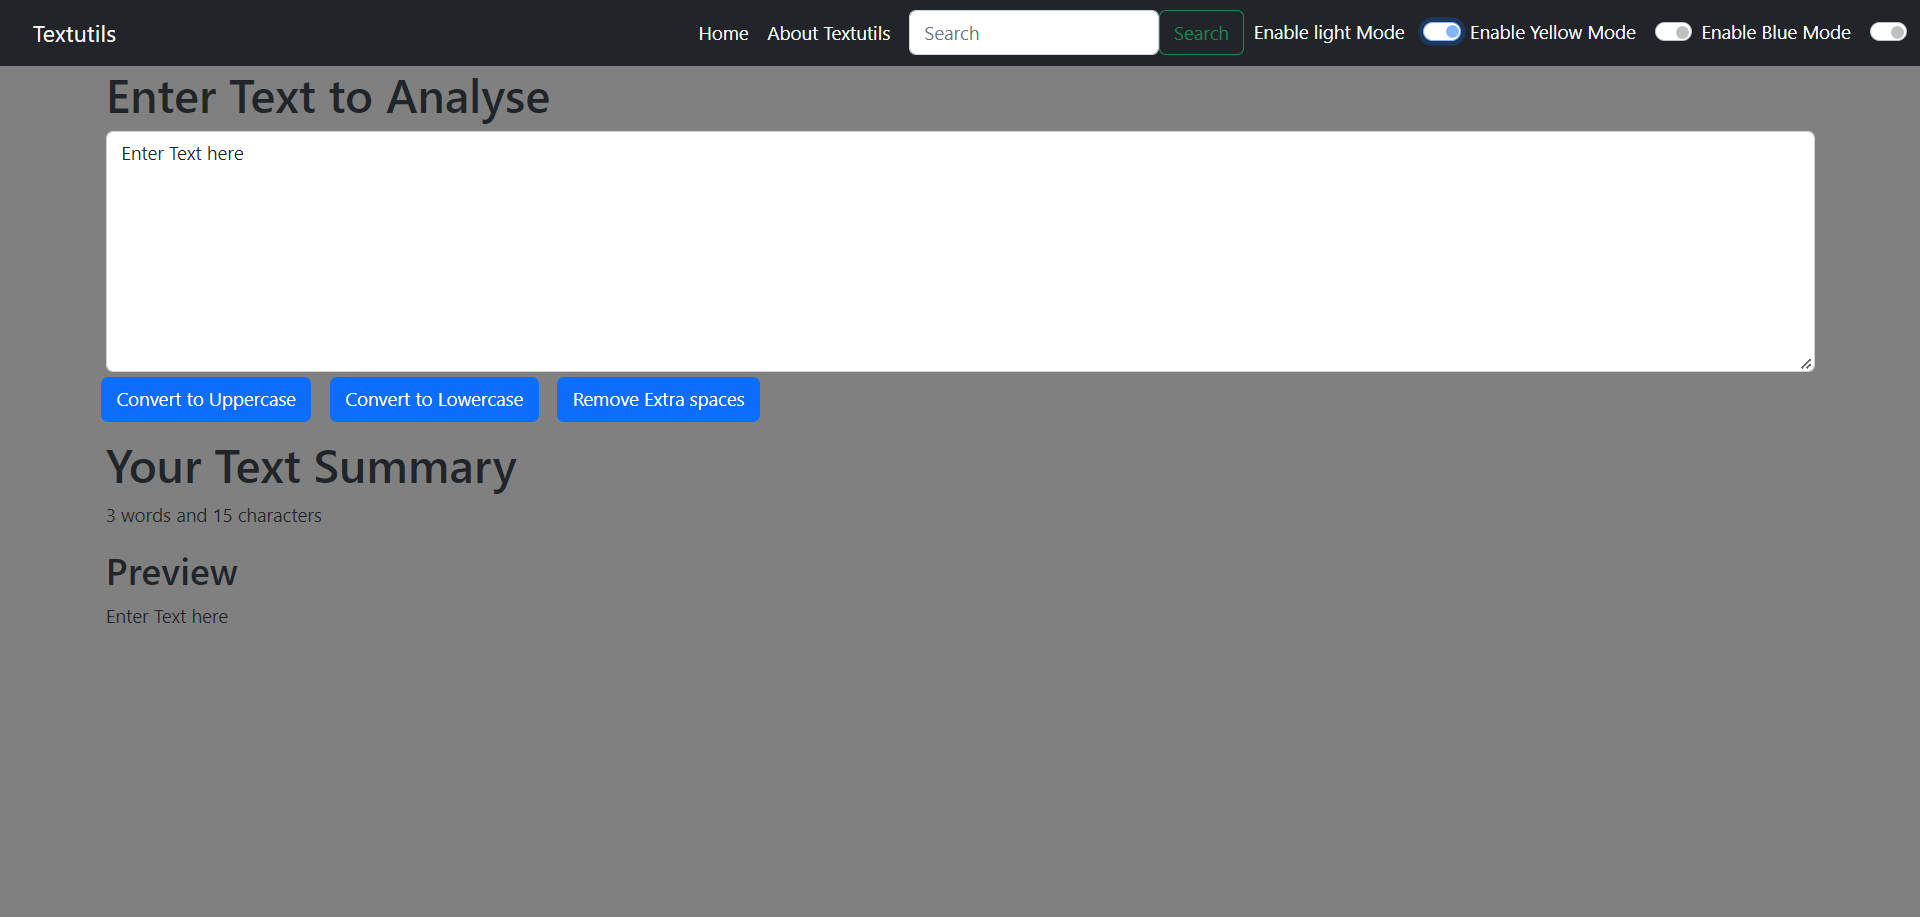 Textutils Home About Textutils Search Search Enable light Mode Enable Yellow Mode Enable Blue Mode
Enter Text to Analyse
Enter Text here
Convert to Uppercase Convert to Lowercase Remove Extra spaces
Your Text Summary
3 words and 15 characters
Preview
Enter Text here